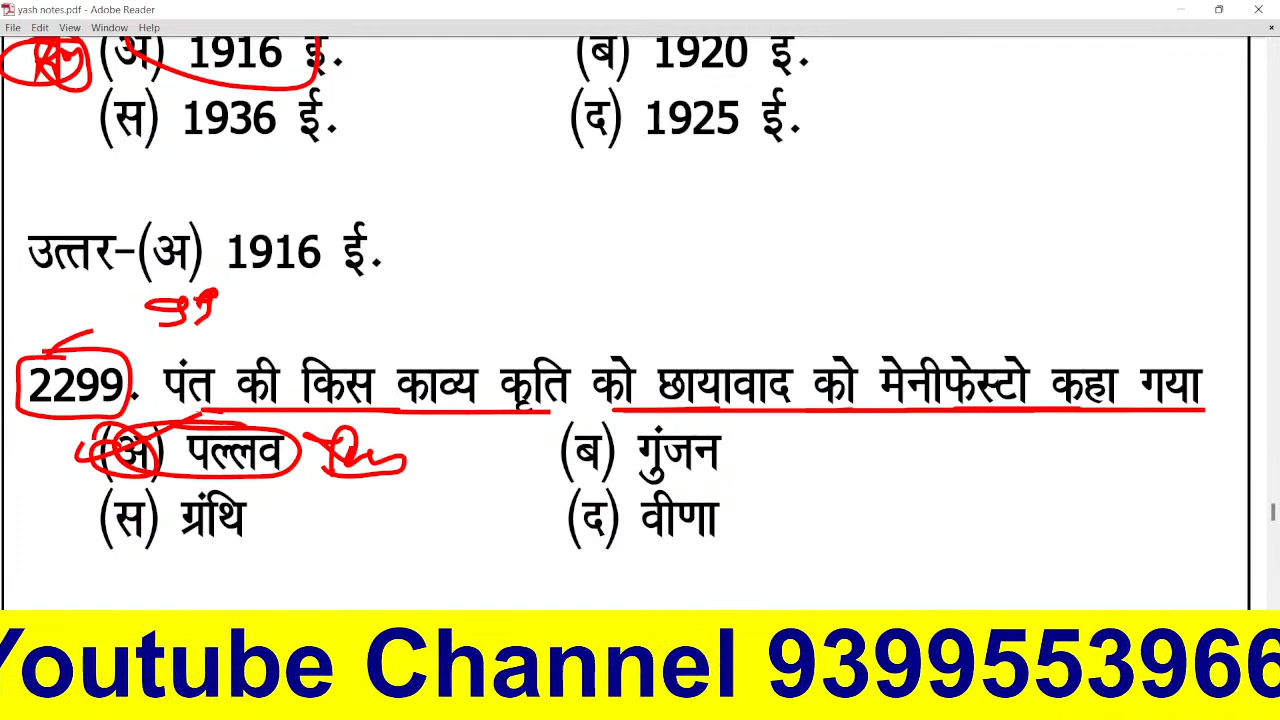 yash notes.pdf - Adobe Reader
File Edit View Window Help
(अ) 1916 ई. (ब) 1920 ई.
(स) 1936 ई. (द) 1925 ई.
उत्तर-(अ) 1916 ई.
2299. पंत की किस काव्य कृति को छायावाद को मेनीफेस्टो कहा गया
(अ) पल्लव (ब) गुंजन
(स) ग्रंथि (द) वीणा
Youtube Channel 9399553966